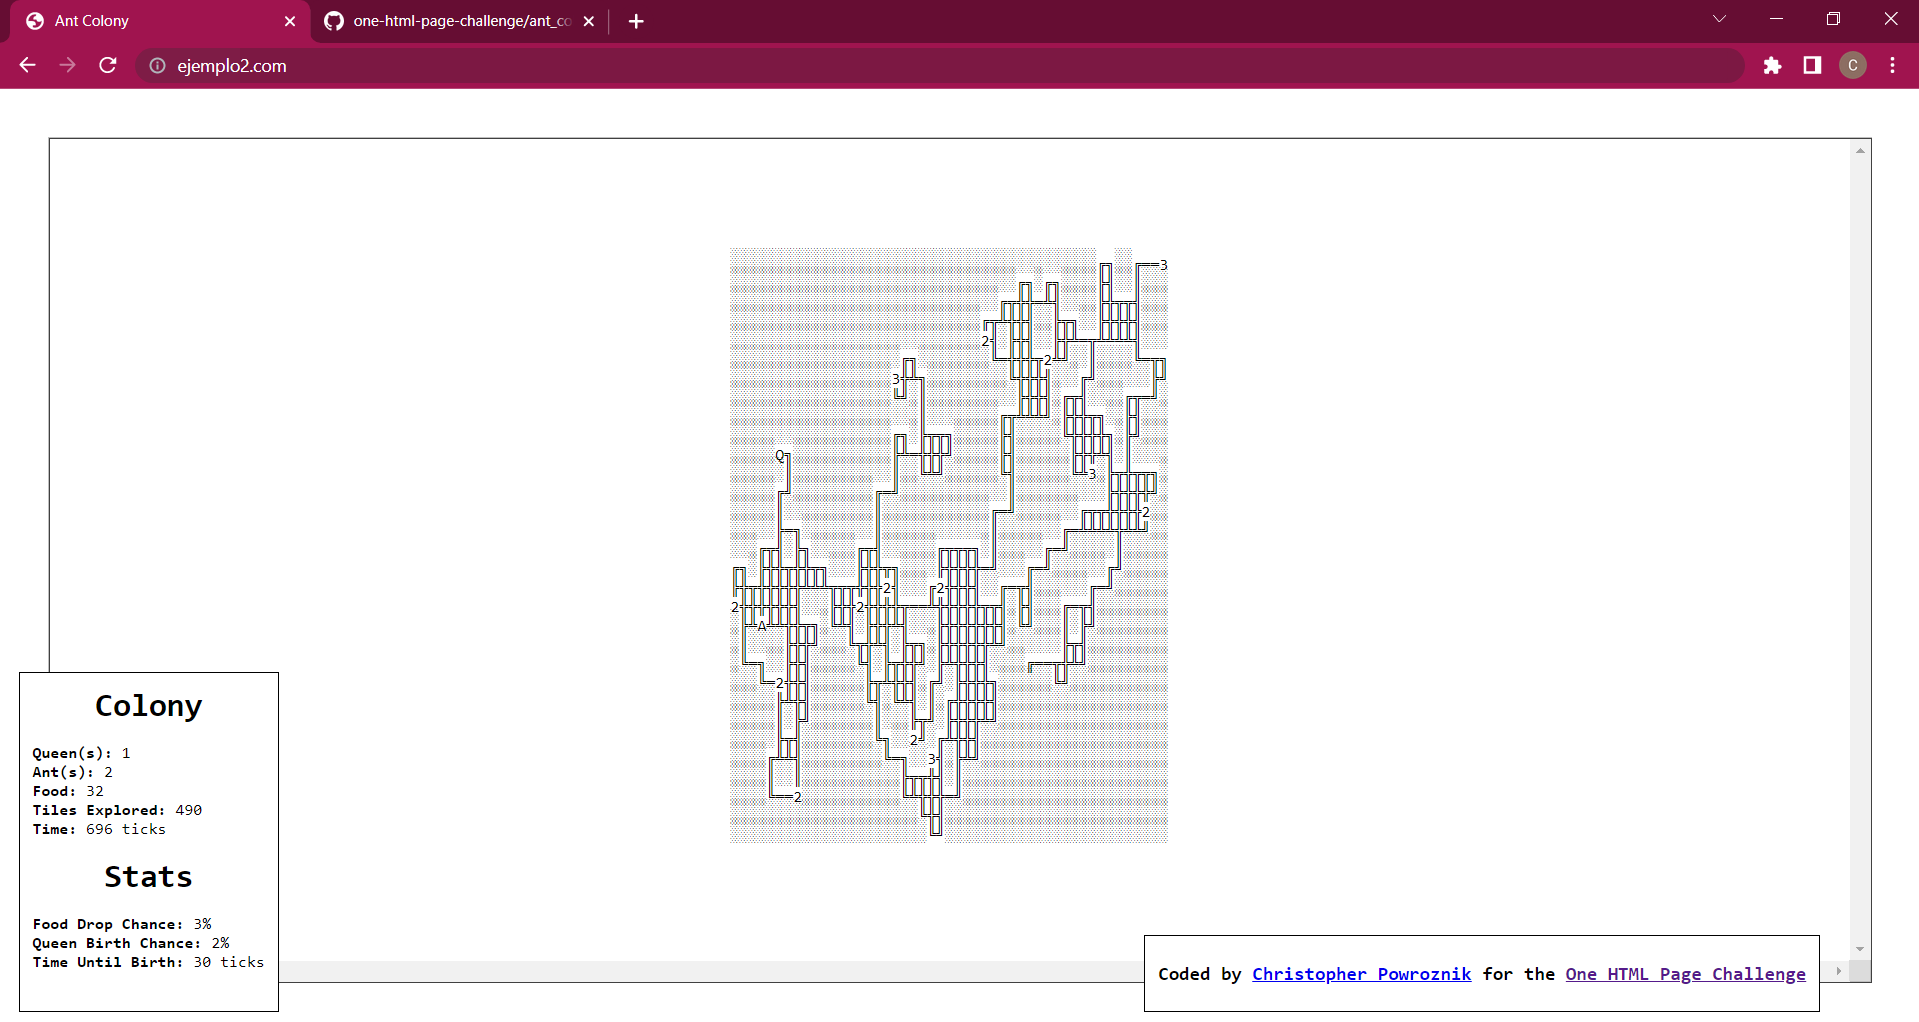 Ant Colony
one-html-page-challenge/ant_co
ejemplo2.com
C
3
2
2
3
Q
3
2
2
2
2
2
A
2
2
3
2
Colony
Queen(s): 1
Ant(s): 2
Food: 32
Tiles Explored: 490
Time: 696 ticks
Stats
Food Drop Chance: 3%
Queen Birth Chance: 2%
Time Until Birth: 30 ticks
Coded by Christopher Powroznik for the One HTML Page Challenge